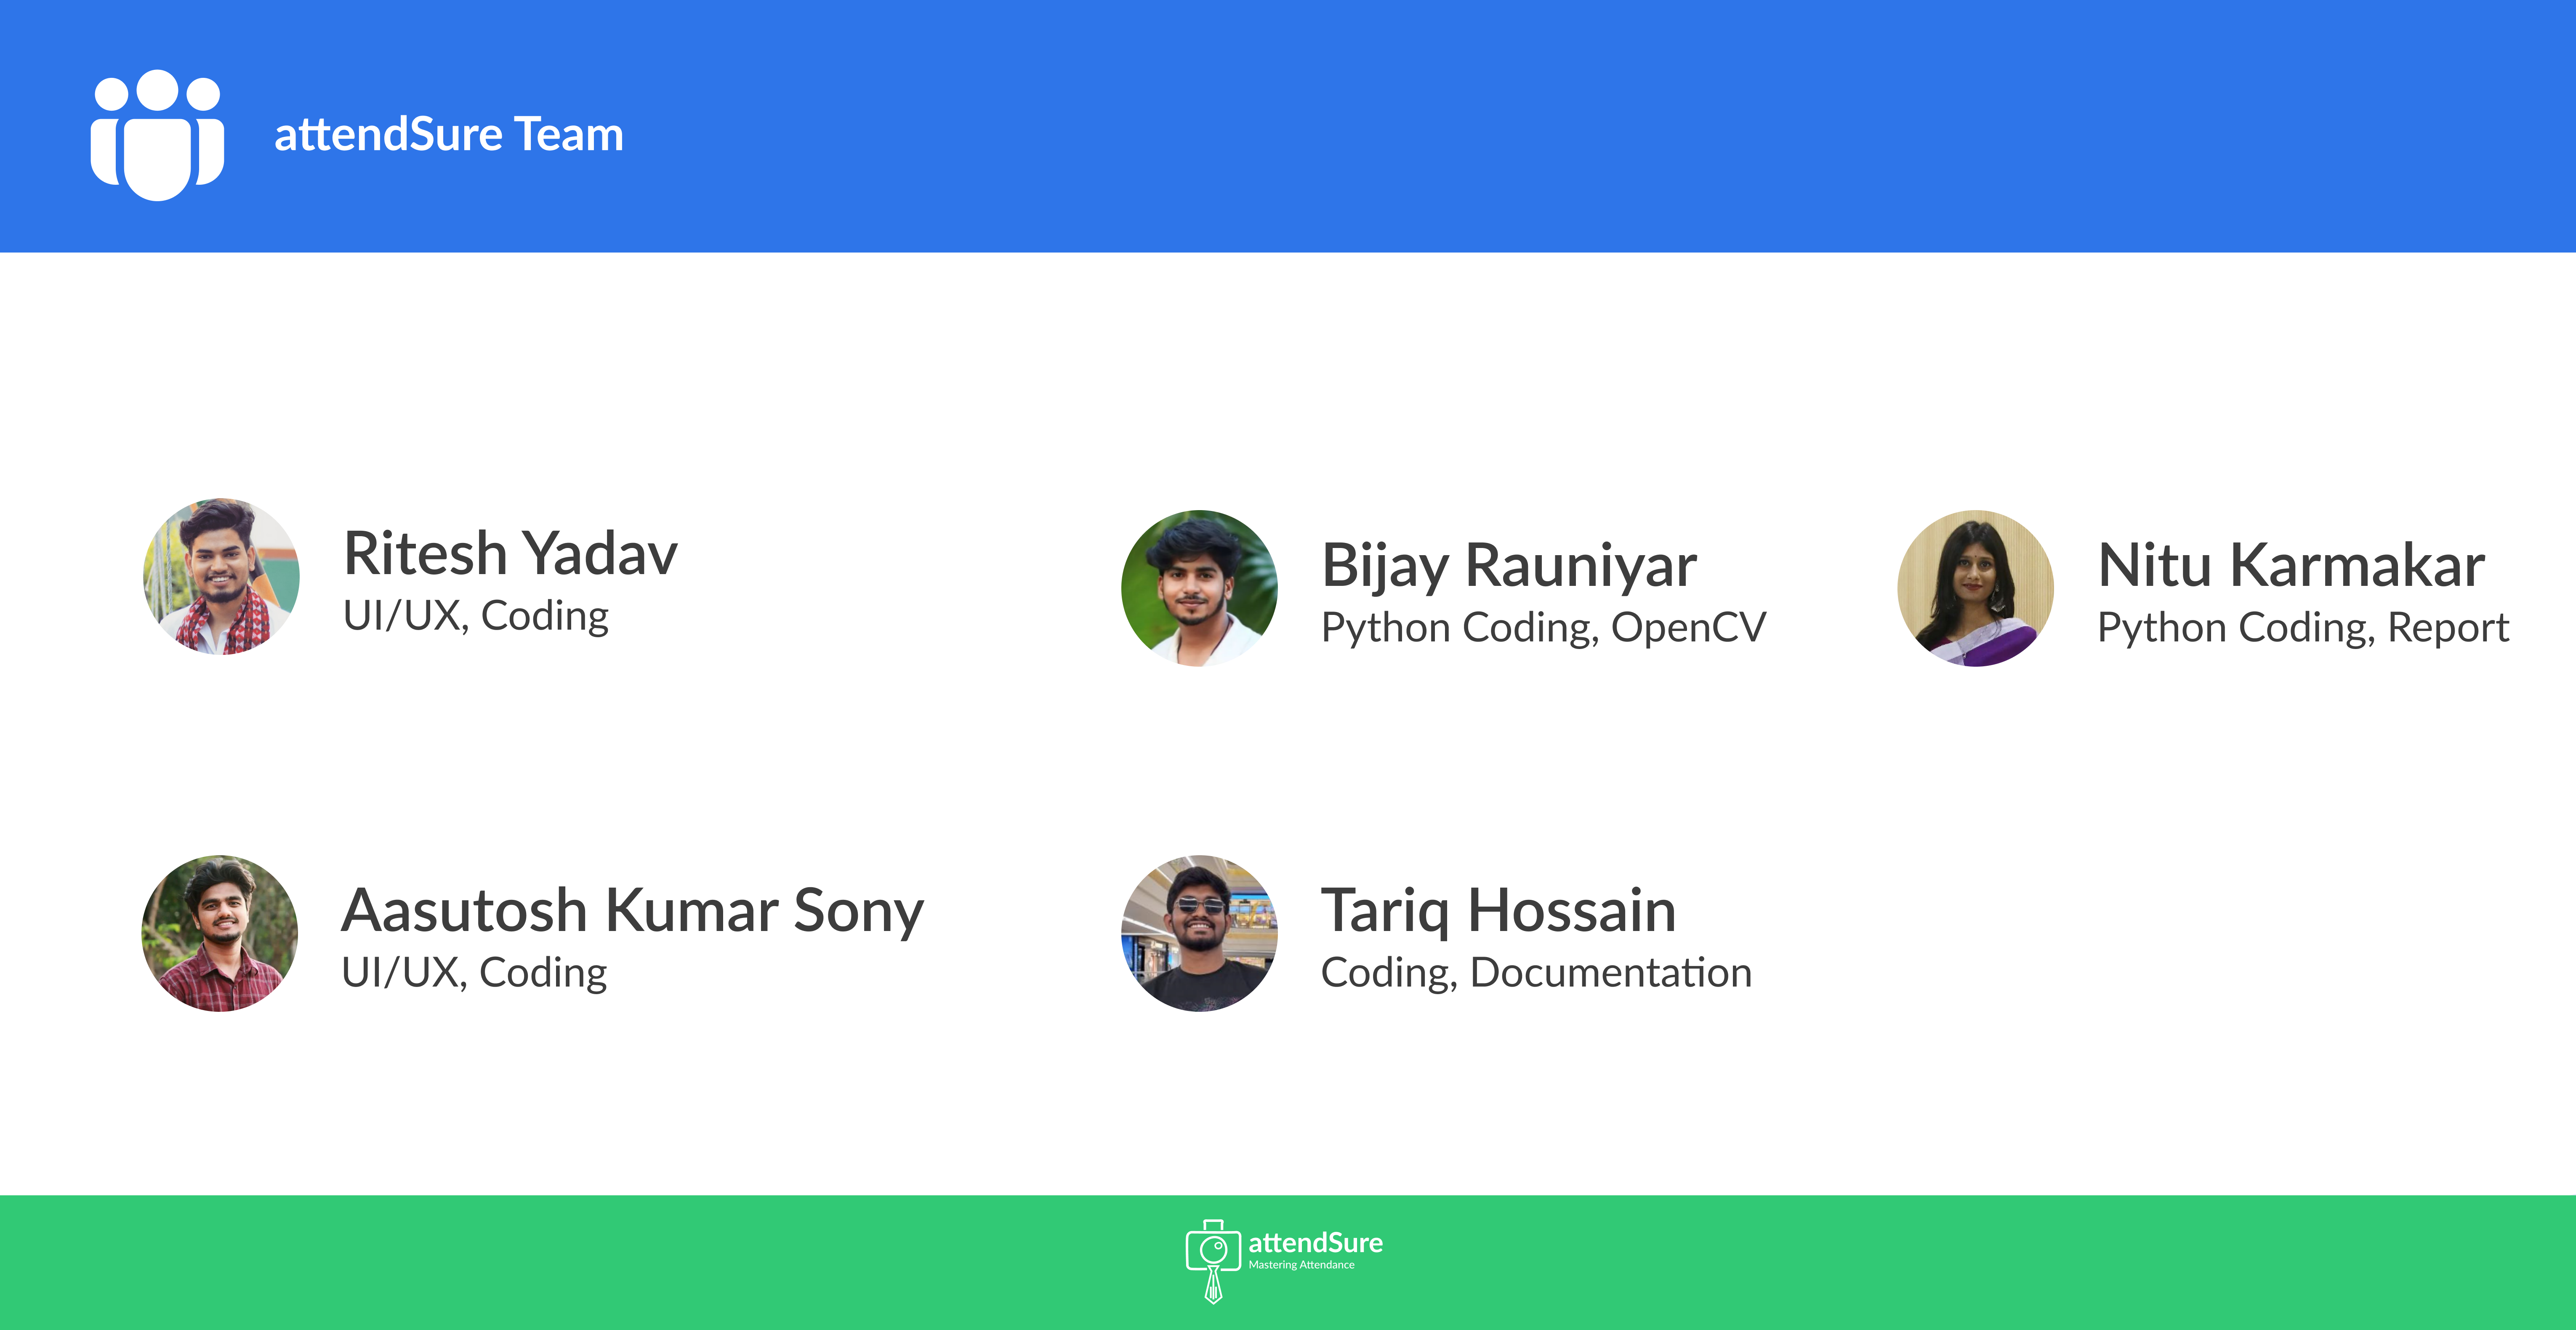 attendSure Team
Ritesh Yadav
UI/UX, Coding
Bijay Rauniyar
Python Coding, OpenCV
Nitu Karmakar
Python Coding, Report
Aasutosh Kumar Sony
UI/UX, Coding
Tariq Hossain
Coding, Documentation
attendSure
Mastering Attendance